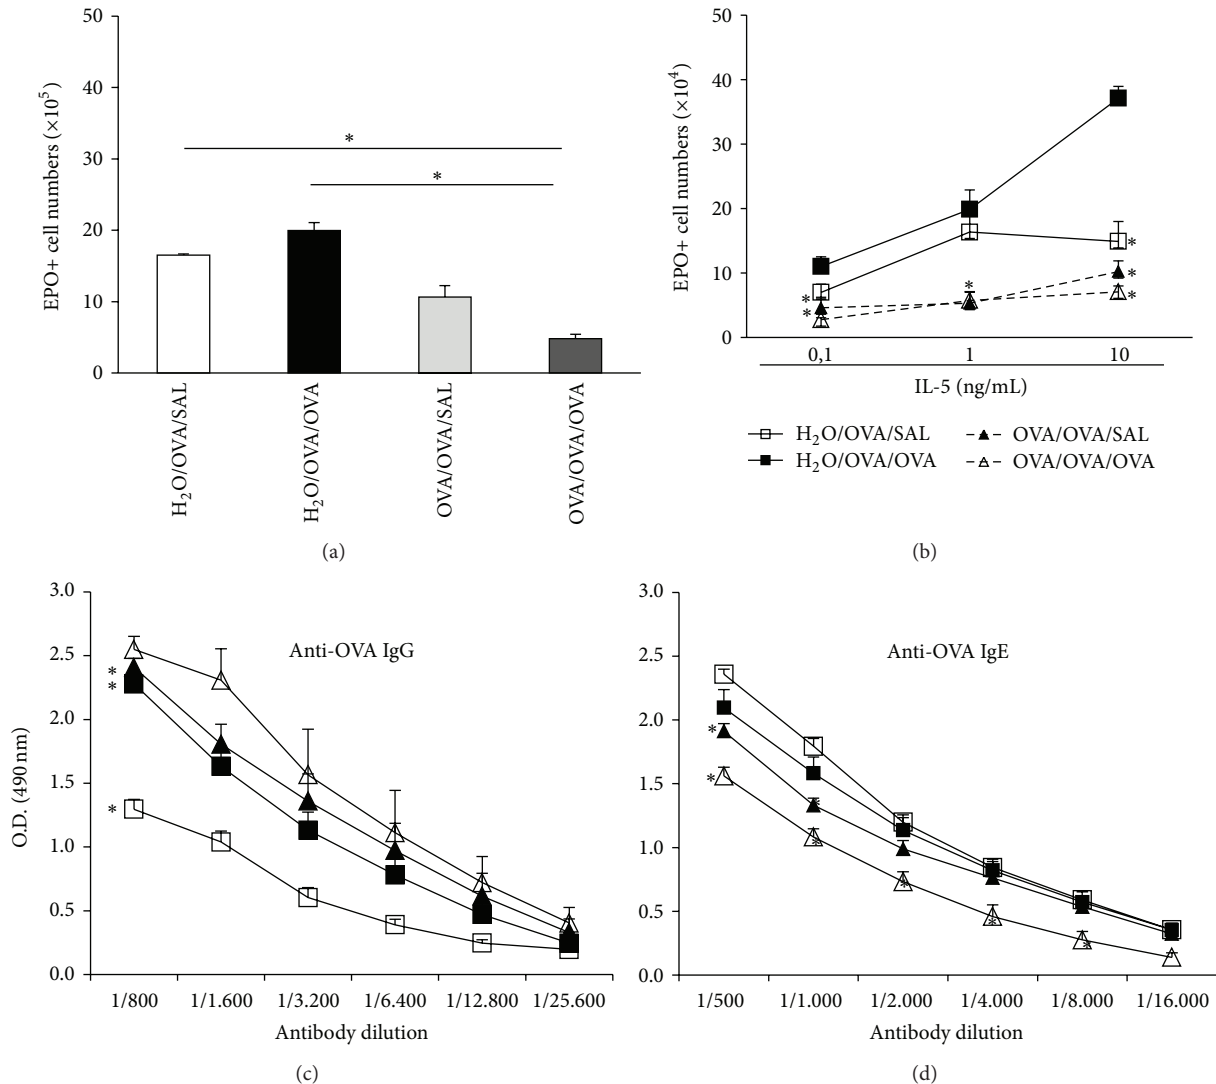 50
40
30
20
10
0
EPO+ cell numbers (×10⁵)
*
*
H₂O/OVA/SAL
H₂O/OVA/OVA
OVA/OVA/SAL
OVA/OVA/OVA
(a)
50
40
30
20
10
0
EPO+ cell numbers (×10⁴)
*
*
*
*
*
*
0,1 1 10
IL-5 (ng/mL)
H₂O/OVA/SAL OVA/OVA/SAL
H₂O/OVA/OVA OVA/OVA/OVA
(b)
3.0
2.5
2.0
1.5
1.0
0.5
0.0
O.D. (490 nm)
Anti-OVA IgG
*
*
*
1/800 1/1.600 1/3.200 1/6.400 1/12.800 1/25.600
Antibody dilution
(c)
3.0
2.5
2.0
1.5
1.0
0.5
0.0
Anti-OVA IgE
*
*
*
*
*
*
*
1/500 1/1.000 1/2.000 1/4.000 1/8.000 1/16.000
Antibody dilution
(d)